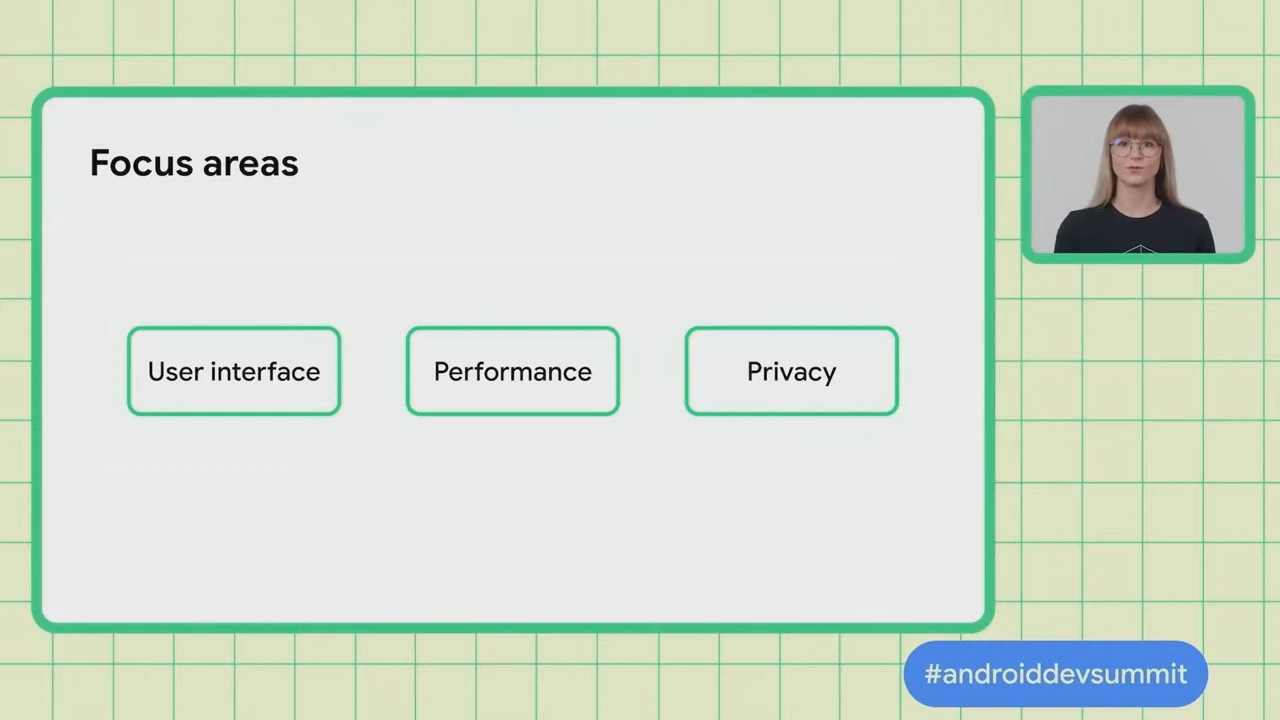 Focus areas
User interface
Performance
Privacy
#androiddevsummit